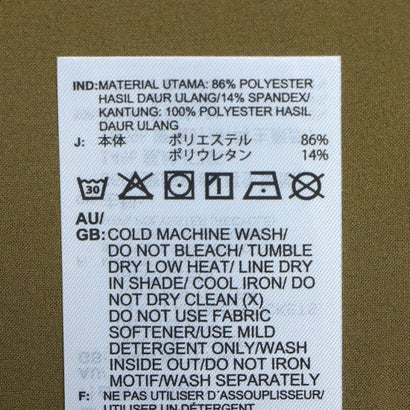 IND:MATERIAL UTAMA: 86% POLYESTER
HASIL DAUR ULANG/14% SPANDEX/
KANTUNG: 100% POLYESTER HASIL
DAUR ULANG
J: 本体 ポリエステル 86%
ポリウレタン 14%
30
AU/
GB: COLD MACHINE WASH/
DO NOT BLEACH/ TUMBLE
DRY LOW HEAT/ LINE DRY
IN SHADE/ COOL IRON/ DO
NOT DRY CLEAN (X)
DO NOT USE FABRIC
SOFTENER/USE MILD
DETERGENT ONLY/WASH
INSIDE OUT/DO NOT IRON
MOTIF/WASH SEPARATELY
F: NE PAS UTILISER D´ASSOUPLISSEUR/
UTILISER UN DÉTERGENT